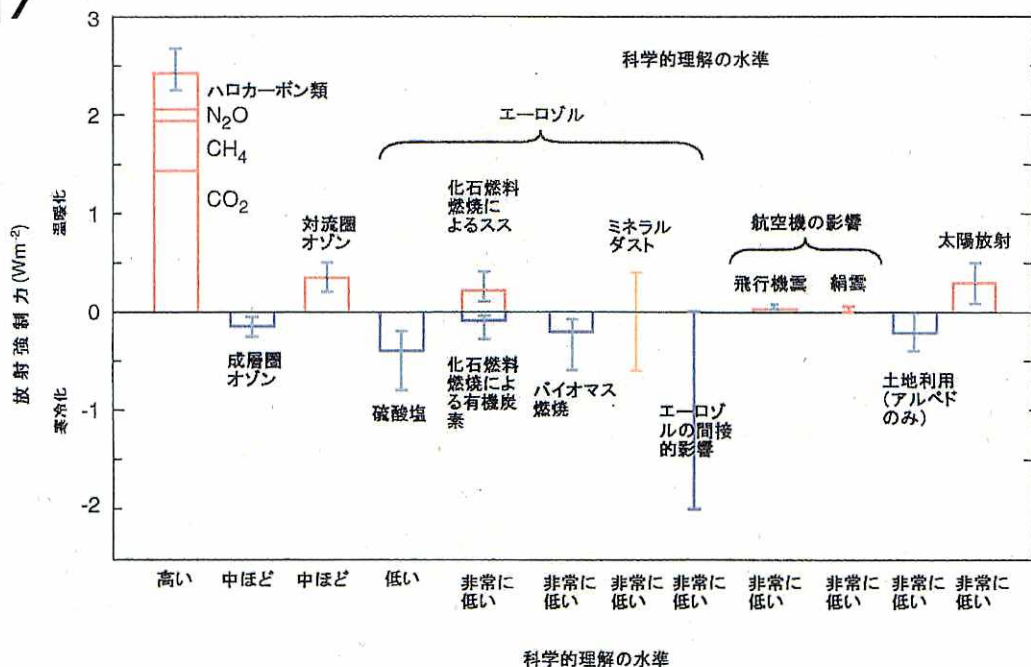 17
3
2
1
0
-1
-2
放射強制力(Wm-2)
温暖化
寒冷化
科学的理解の水準
ハロカーボン類
N2O
CH4
CO2
成層圏
オゾン
対流圏
オゾン
エーロゾル
硫酸塩
化石燃料
燃焼に
よるスス
化石燃料
燃焼によ
る有機炭
素
バイオマス
燃焼
ミネラル
ダスト
エーロゾ
ルの間接
的影響
航空機の影響
飛行機雲
絹雲
土地利用
(アルベド
のみ)
太陽放射
高い
中ほど
中ほど
低い
非常に
低い
非常に
低い
非常に
低い
非常に
低い
非常に
低い
非常に
低い
非常に
低い
非常に
低い
科学的理解の水準